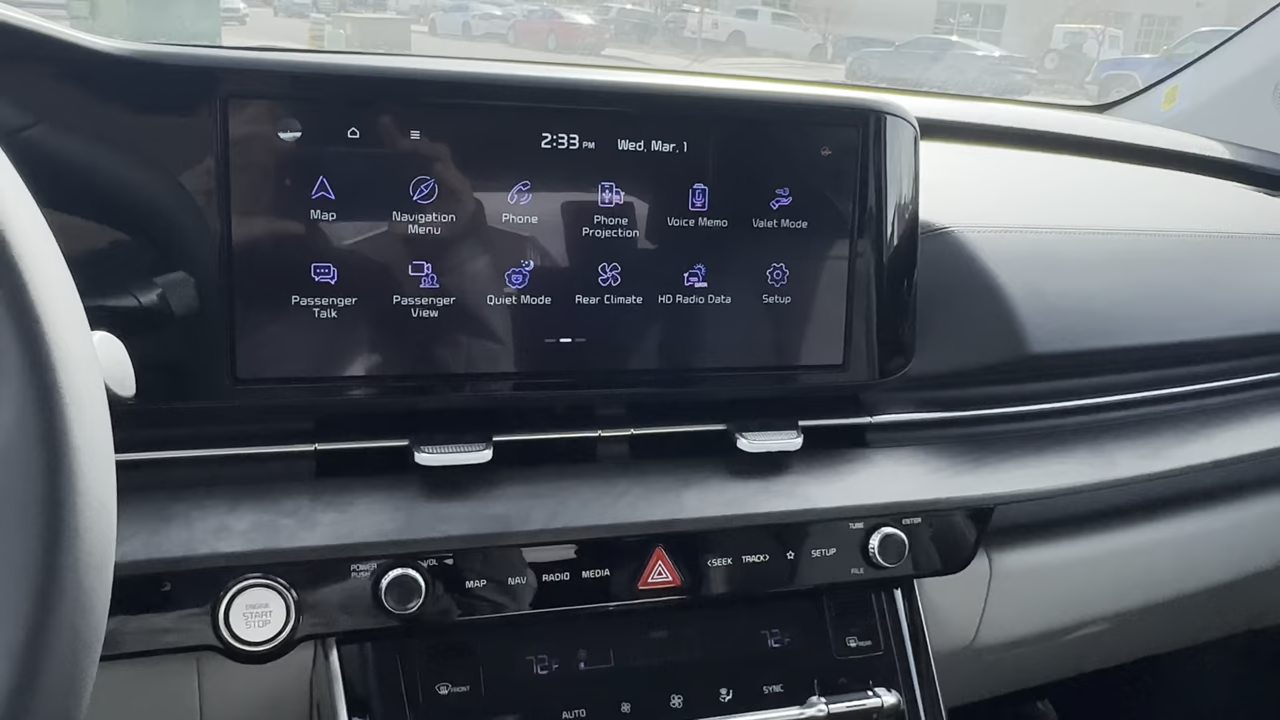 2:33 PM Wed, Mar. 1
Map
Navigation
Menu
Phone
Phone
Projection
Voice Memo
Valet Mode
Passenger
Talk
Passenger
View
Quiet Mode
Rear Climate
HD Radio Data
Setup
POWER
PUSH
VOL
MAP
NAV
RADIO
MEDIA
<SEEK
TRACK>
SETUP
TUNE
ENTER
FILE
ENGINE
START
STOP
72°F
72°F
FRONT
REAR
AUTO
SYNC